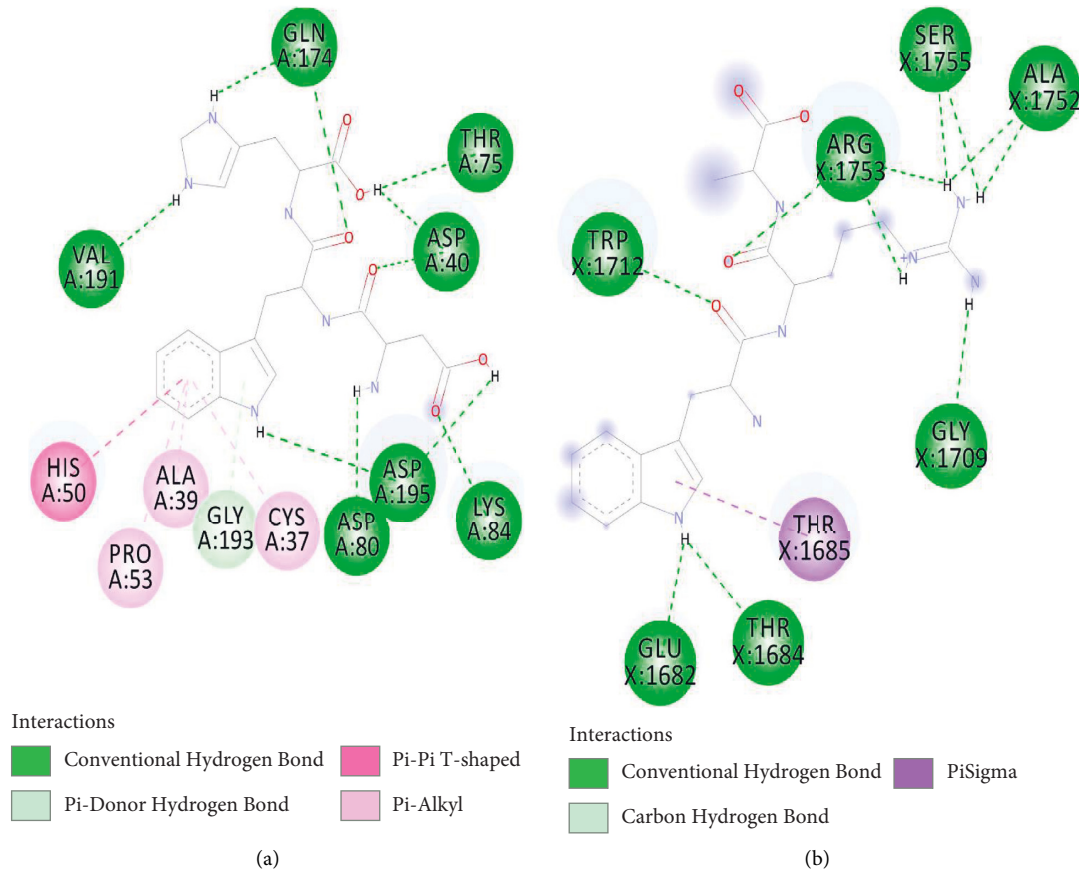 GLN
A:174
THR
A:75
ASP
A:40
VAL
A:191
HIS
A:50
ALA
A:39
PRO
A:53
GLY
A:193
CYS
A:37
ASP
A:80
ASP
A:195
LYS
A:84
H
N
O
O
H
N
H
N
O
O
N
O
H
N
O
N
H
H
O
Interactions
Conventional Hydrogen Bond
Pi-Pi T-shaped
Pi-Donor Hydrogen Bond
Pi-Alkyl
(a)
SER
X:1755
ALA
X:1752
ARG
X:1753
TRP
X:1712
GLY
X:1709
THR
X:1685
THR
X:1684
GLU
X:1682
O
O
N
O
H
H
N
N+
H
N
H
O
N
N
N
H
Interactions
Conventional Hydrogen Bond
PiSigma
Carbon Hydrogen Bond
(b)